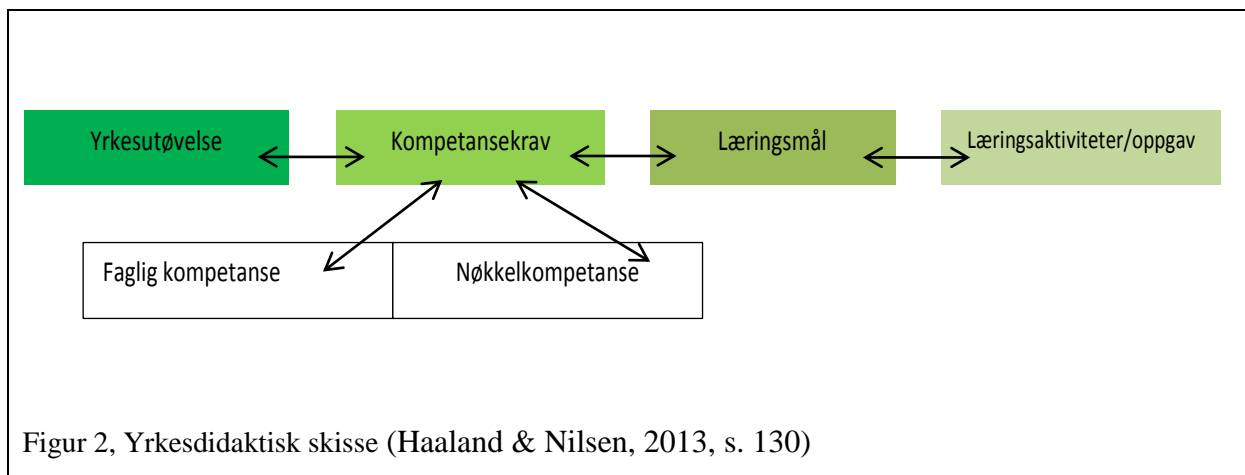 Yrkesutøvelse
Kompetansekrav
Læringsmål
Læringsaktiviteter/oppgav
Faglig kompetanse
Nøkkelkompetanse
Figur 2, Yrkesdidaktisk skisse (Haaland & Nilsen, 2013, s. 130)